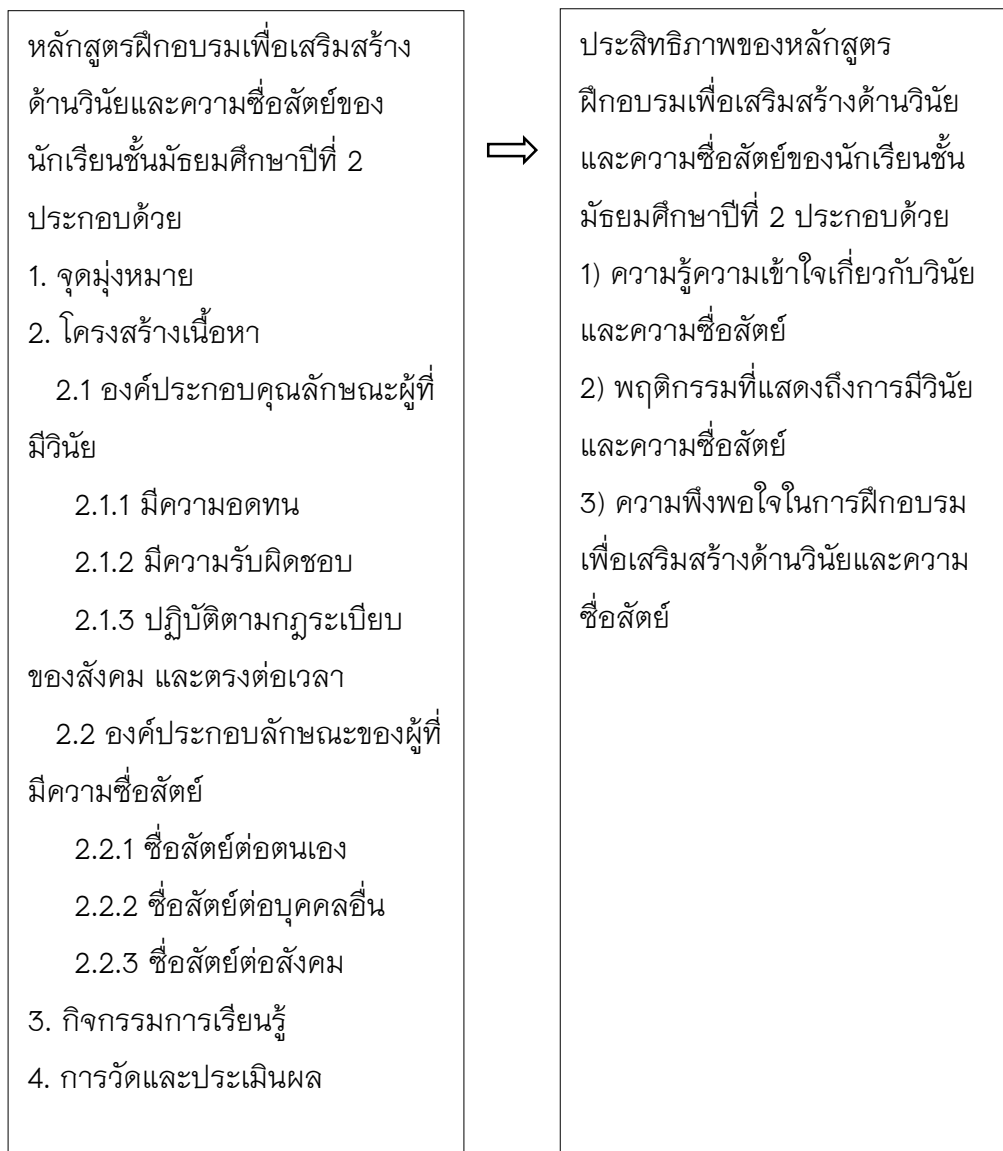 หลักสูตรฝึกอบรมเพื่อเสริมสร้าง
ด้านวินัยและความซื่อสัตย์ของ
นักเรียนชั้นมัธยมศึกษาปีที่ 2
ประกอบด้วย
1. จุดมุ่งหมาย
2. โครงสร้างเนื้อหา
2.1 องค์ประกอบคุณลักษณะผู้ที่
มีวินัย
2.1.1 มีความอดทน
2.1.2 มีความรับผิดชอบ
2.1.3 ปฏิบัติตามกฎระเบียบ
ของสังคม และตรงต่อเวลา
2.2 องค์ประกอบลักษณะของผู้ที่
มีความซื่อสัตย์
2.2.1 ซื่อสัตย์ต่อตนเอง
2.2.2 ซื่อสัตย์ต่อบุคคลอื่น
2.2.3 ซื่อสัตย์ต่อสังคม
3. กิจกรรมการเรียนรู้
4. การวัดและประเมินผล
ประสิทธิภาพของหลักสูตร
ฝึกอบรมเพื่อเสริมสร้างด้านวินัย
และความซื่อสัตย์ของนักเรียนชั้น
มัธยมศึกษาปีที่ 2 ประกอบด้วย
1) ความรู้ความเข้าใจเกี่ยวกับวินัย
และความซื่อสัตย์
2) พฤติกรรมที่แสดงถึงการมีวินัย
และความซื่อสัตย์
3) ความพึงพอใจในการฝึกอบรม
เพื่อเสริมสร้างด้านวินัยและความ
ซื่อสัตย์